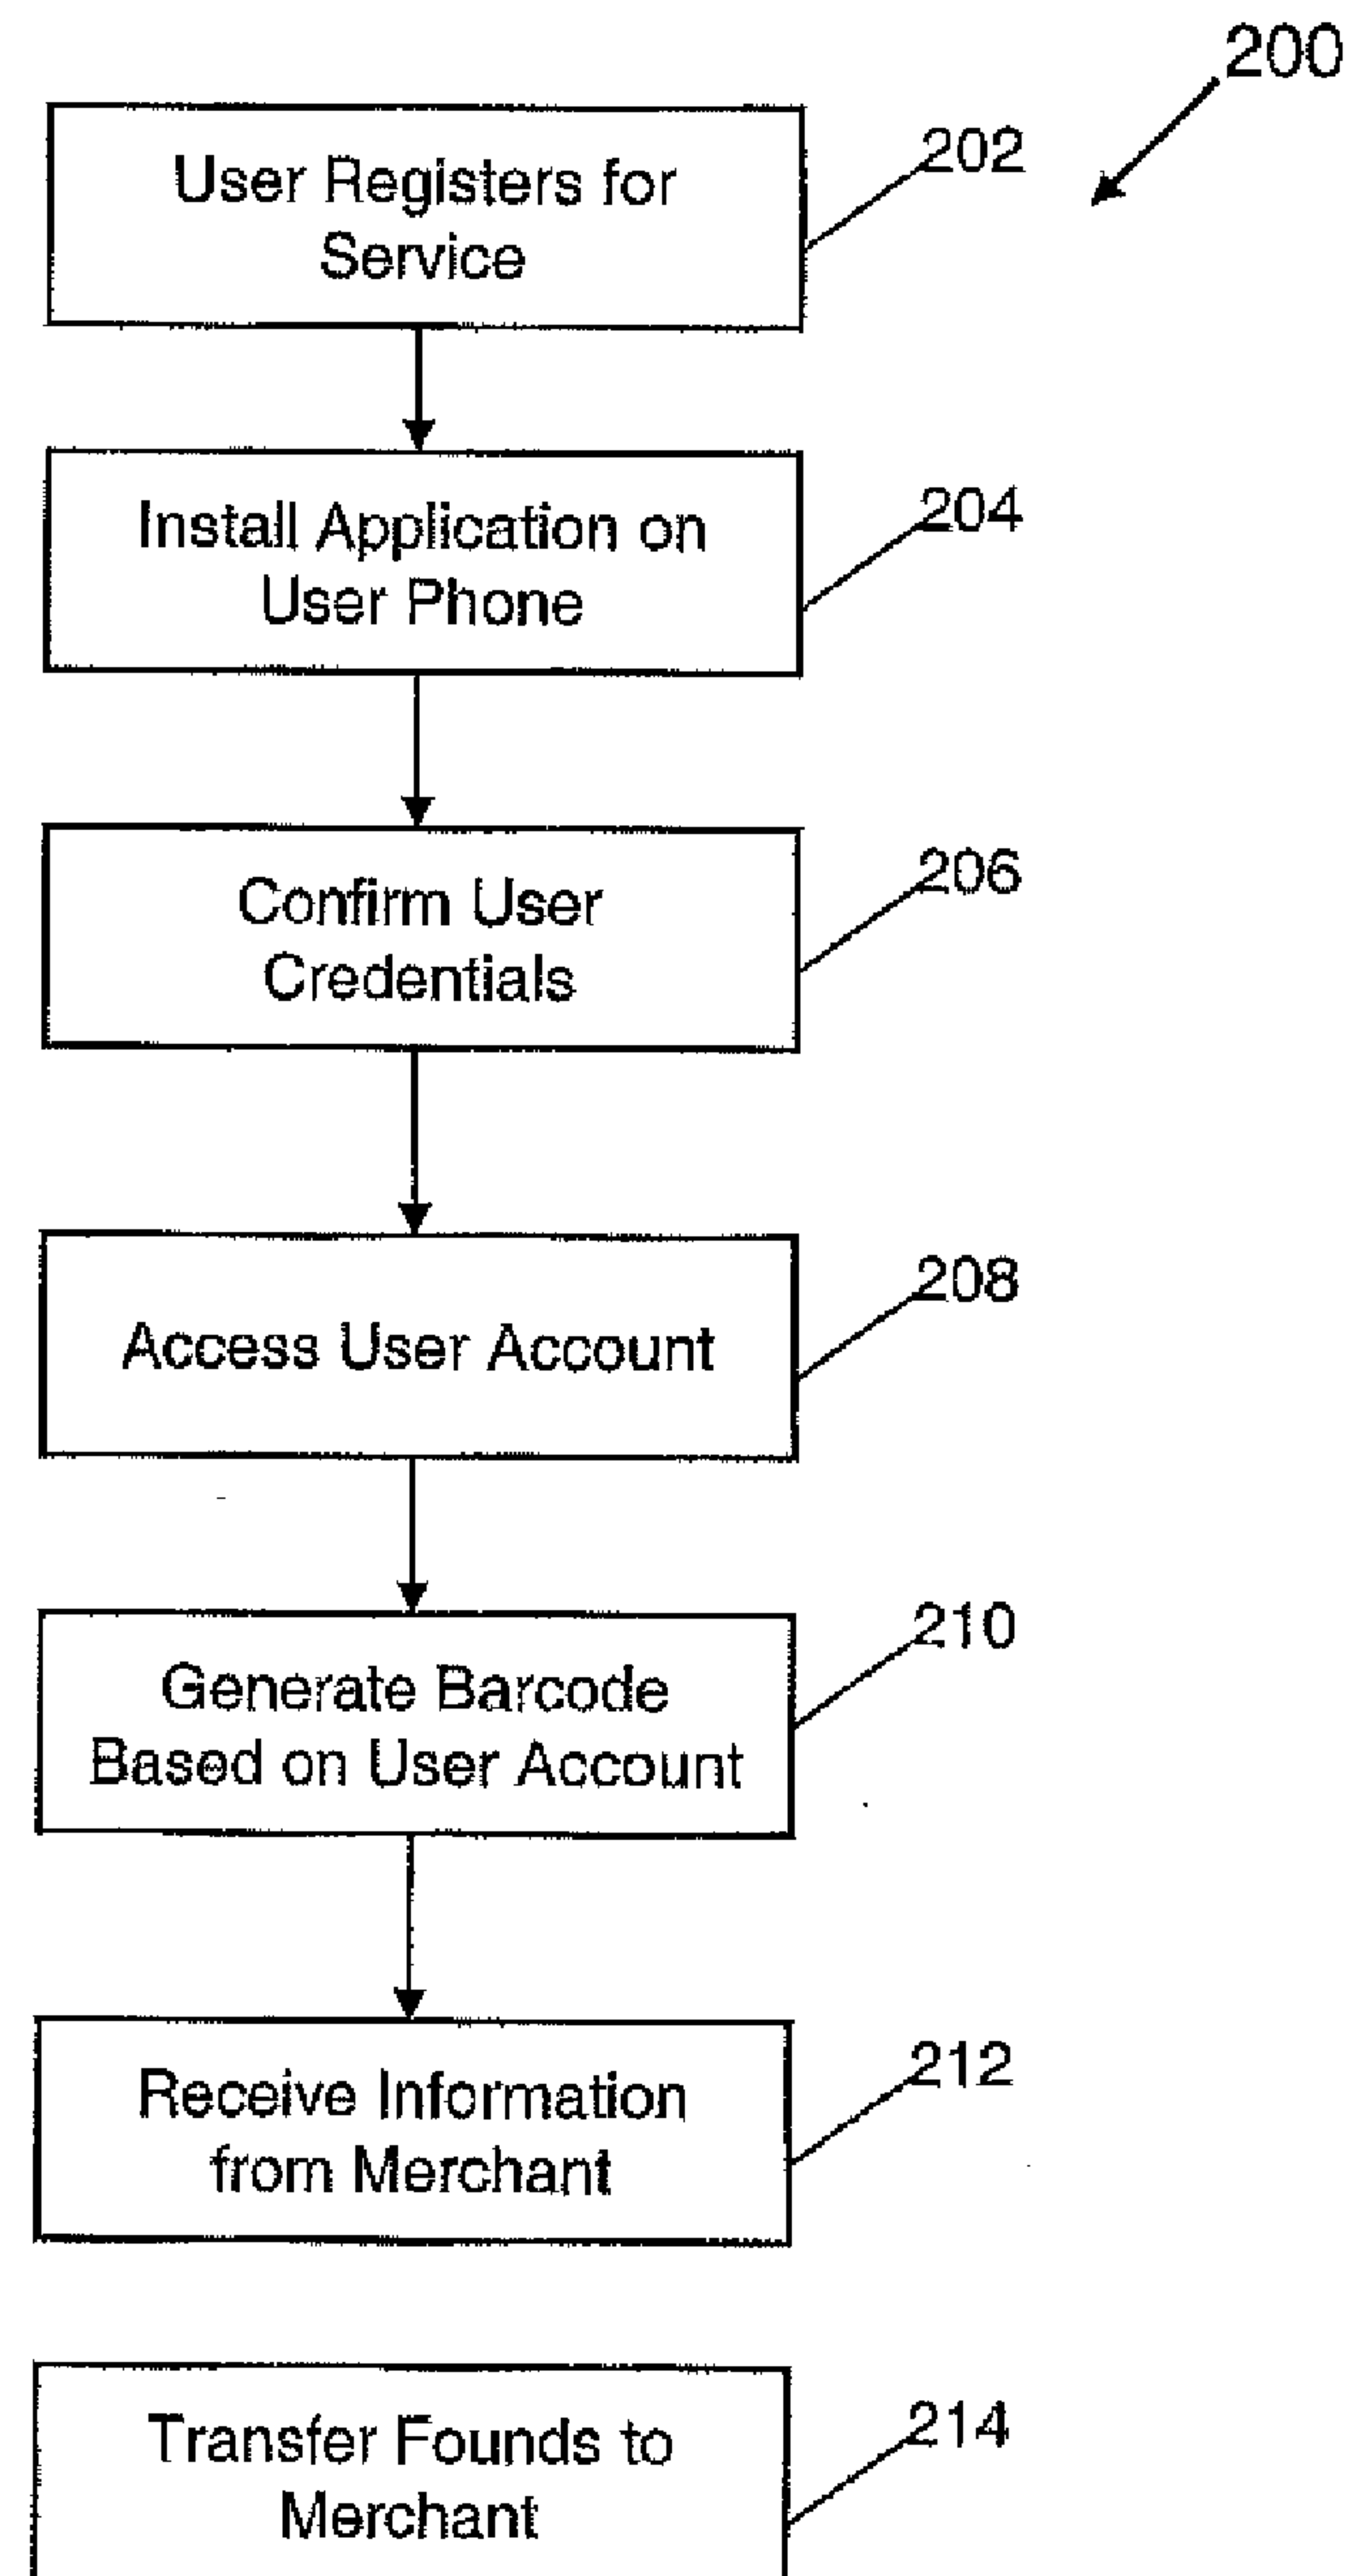 200
User Registers for
Service
202
Install Application on
User Phone
204
Confirm User
Credentials
206
Access User Account
208
Generate Barcode
Based on User Account
210
Receive Information
from Merchant
212
Transfer Founds to
Merchant
214